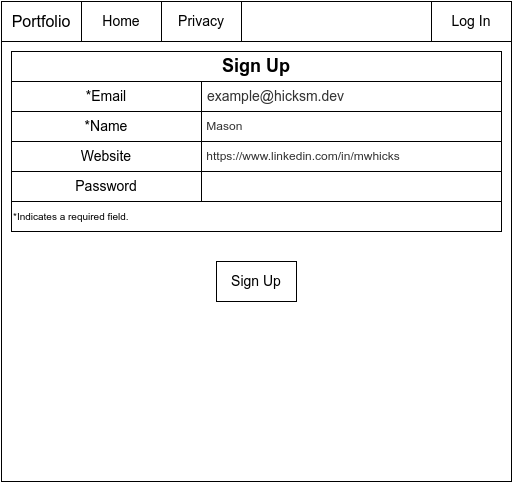 Portfolio Home Privacy Log In
Sign Up
*Email example@hicksm.dev
*Name Mason
Website https://www.linkedin.com/in/mwhicks
Password
*Indicates a required field.
Sign Up